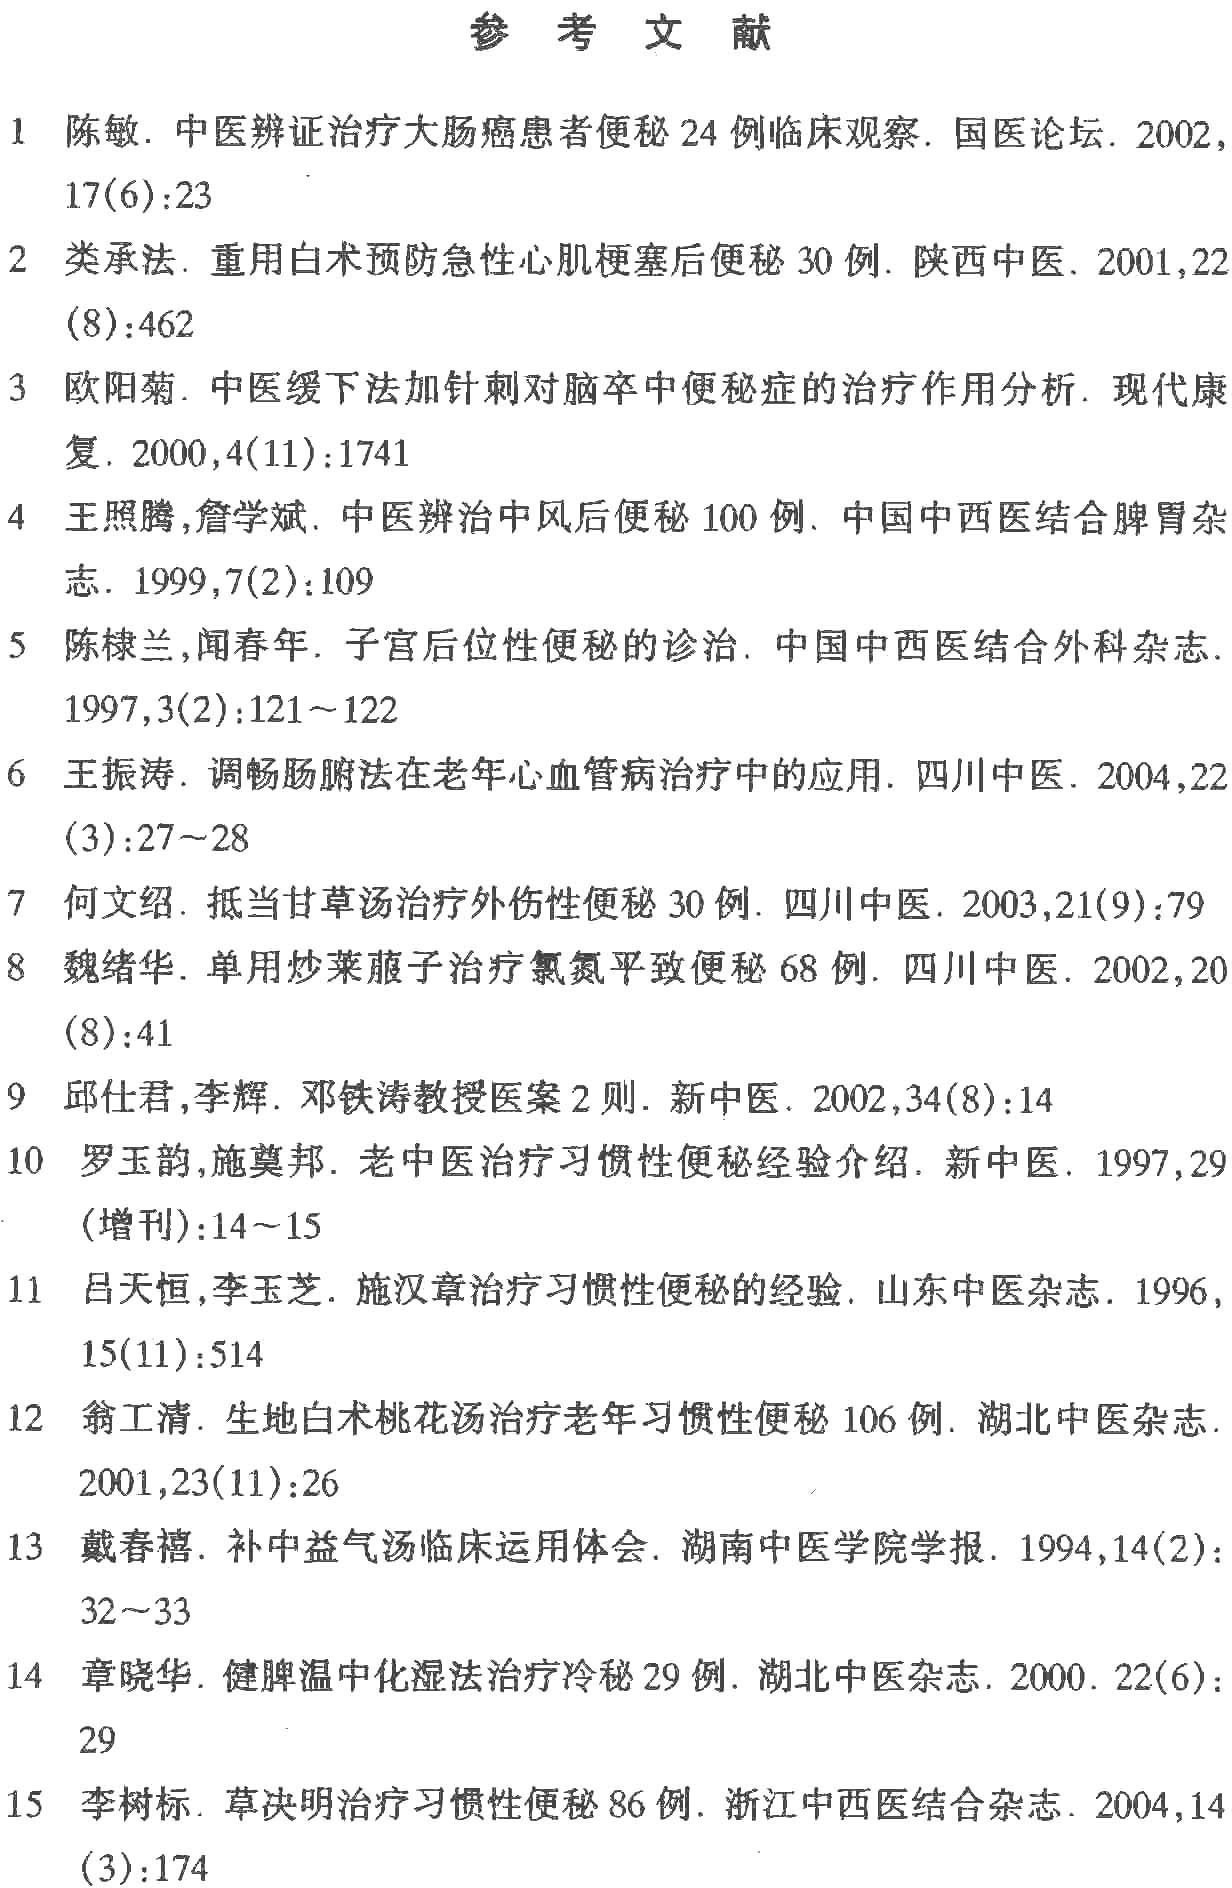 参考文献
1 陈敏. 中医辨证治疗大肠癌患者便秘 24 例临床观察. 国医论坛. 2002,
17(6):23
2 类承法. 重用白术预防急性心肌梗塞后便秘 30 例. 陕西中医. 2001,22
(8):462
3 欧阳菊. 中医缓下法加针刺对脑卒中便秘症的治疗作用分析. 现代康
复. 2000,4(11):1741
4 王照腾,詹学斌. 中医辨治中风后便秘 100 例. 中国中西医结合脾胃杂
志. 1999,7(2):109
5 陈棣兰,闻春年. 子宫后位性便秘的诊治. 中国中西医结合外科杂志.
1997,3(2):121～122
6 王振涛. 调畅肠腑法在老年心血管病治疗中的应用. 四川中医. 2004,22
(3):27～28
7 何文绍. 抵当甘草汤治疗外伤性便秘 30 例. 四川中医. 2003,21(9):79
8 魏绪华. 单用炒莱菔子治疗氯氮平致便秘 68 例. 四川中医. 2002,20
(8):41
9 邱仕君,李辉. 邓铁涛教授医案 2 则. 新中医. 2002,34(8):14
10 罗玉韵,施奠邦. 老中医治疗习惯性便秘经验介绍. 新中医. 1997,29
(增刊):14～15
11 吕天恒,李玉芝. 施汉章治疗习惯性便秘的经验. 山东中医杂志. 1996,
15(11):514
12 翁工清. 生地白术桃花汤治疗老年习惯性便秘 106 例. 湖北中医杂志.
2001,23(11):26
13 戴春禧. 补中益气汤临床运用体会. 湖南中医学院学报. 1994,14(2):
32～33
14 章晓华. 健脾温中化湿法治疗冷秘 29 例. 湖北中医杂志. 2000. 22(6):
29
15 李树标. 草决明治疗习惯性便秘 86 例. 浙江中西医结合杂志. 2004,14
(3):174